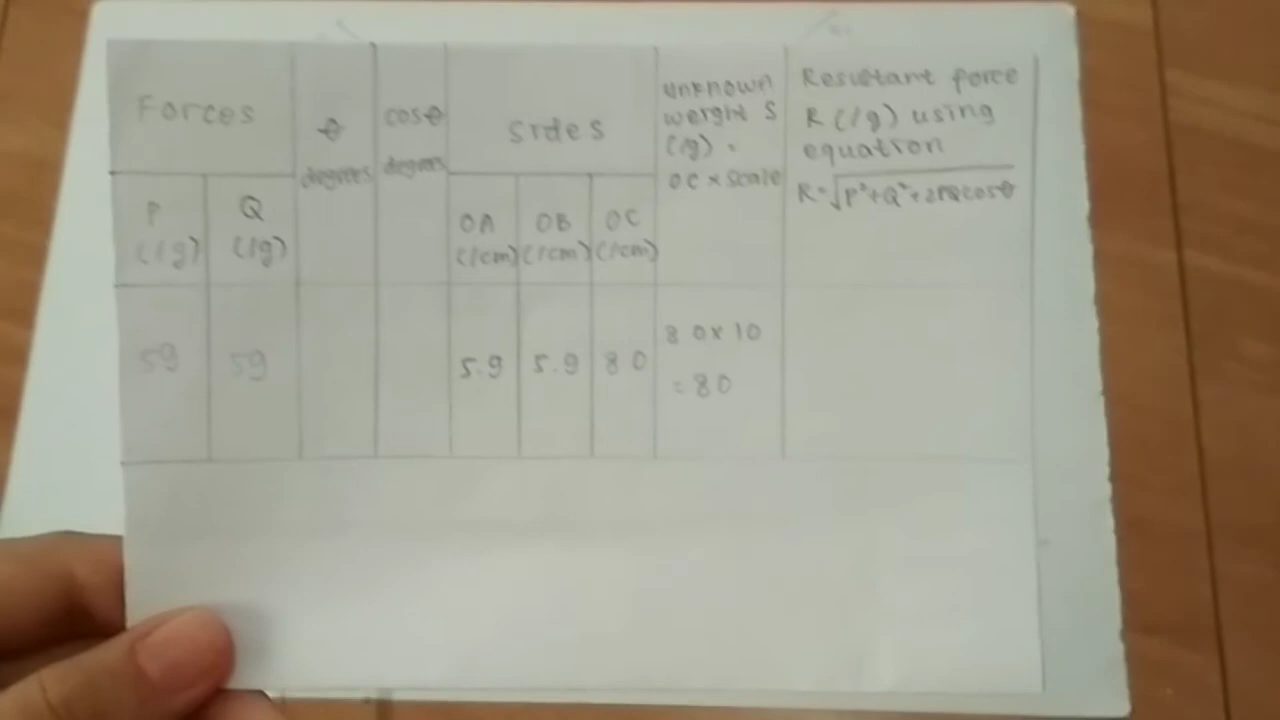 Forces
θ
degrees
cosθ
degrees
Sides
unknown
weight S
(/g) =
OC × scale
Resultant force
R (/g) using
equation
R = √P²+Q²+2PQcosθ
P
(/g)
Q
(/g)
OA
(/cm)
OB
(/cm)
OC
(/cm)
59
59
5.9
5.9
8 0
8 0 x 10
= 80